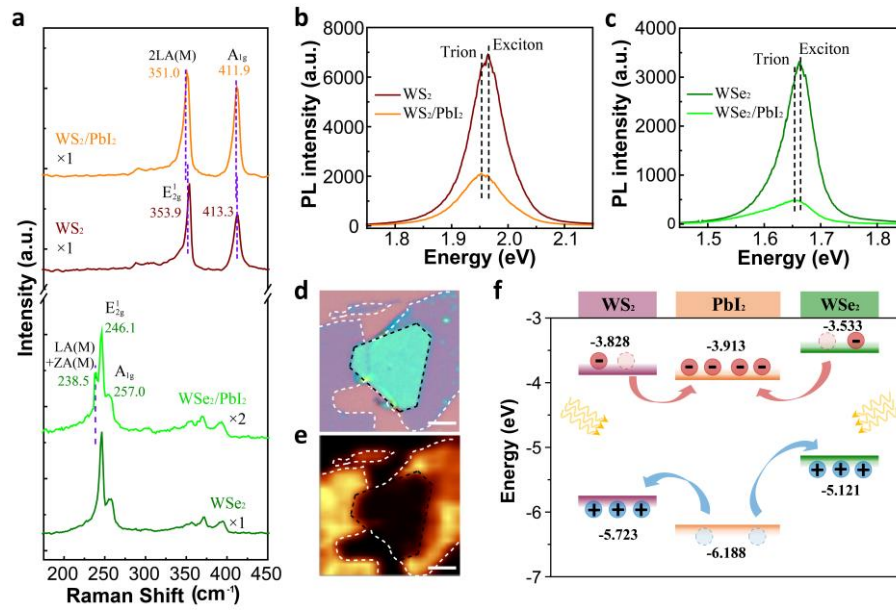 a
2LA(M)
351.0
A₁g
411.9
WS₂/PbI₂
×1
E¹₂g
353.9
413.3
WS₂
×1
E¹₂g
246.1
LA(M)
+ZA(M)
238.5
A₁g
257.0
WSe₂/PbI₂
×2
WSe₂
×1
Intensity (a.u.)
200 250 300 350 400 450
Raman Shift (cm⁻¹)
b
8000
6000
4000
2000
0
PL intensity (a.u.)
Trion
Exciton
WS₂
WS₂/PbI₂
1.8 1.9 2.0 2.1
Energy (eV)
c
4000
3000
2000
1000
0
PL intensity (a.u.)
Trion
Exciton
WSe₂
WSe₂/PbI₂
1.5 1.6 1.7 1.8
Energy (eV)
d
e
f
WS₂ PbI₂ WSe₂
-3
-4
-5
-6
-7
Energy (eV)
-3.828
-3.913
-3.533
-5.723
-6.188
-5.121